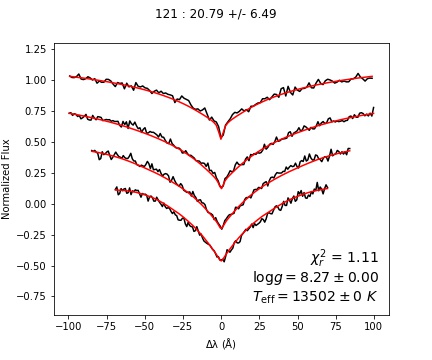 121 : 20.79 +/- 6.49
1.25
1.00
0.75
0.50
0.25
0.00
−0.25
−0.50
−0.75
Normalized Flux
χ²ᵣ = 1.11
logg = 8.27 ± 0.00
Teff = 13502 ± 0 K
−100 −75 −50 −25 0 25 50 75 100
Δλ (Å)